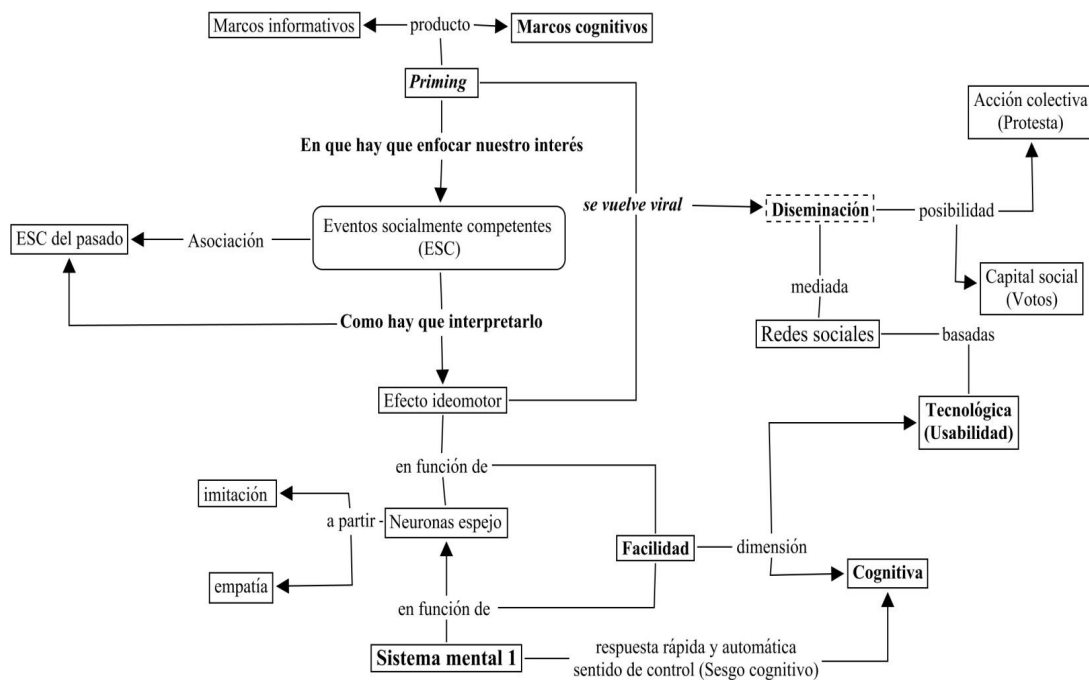 Marcos informativos
producto
Marcos cognitivos
Priming
En que hay que enfocar nuestro interés
Acción colectiva
(Protesta)
se vuelve viral
Diseminación
posibilidad
ESC del pasado
Asociación
Eventos socialmente competentes
(ESC)
Capital social
(Votos)
mediada
Como hay que interpretarlo
Redes sociales
basadas
Efecto ideomotor
Tecnológica
(Usabilidad)
en función de
imitación
a partir
Neuronas espejo
Facilidad
dimensión
Cognitiva
empatía
en función de
Sistema mental 1
respuesta rápida y automática
sentido de control (Sesgo cognitivo)